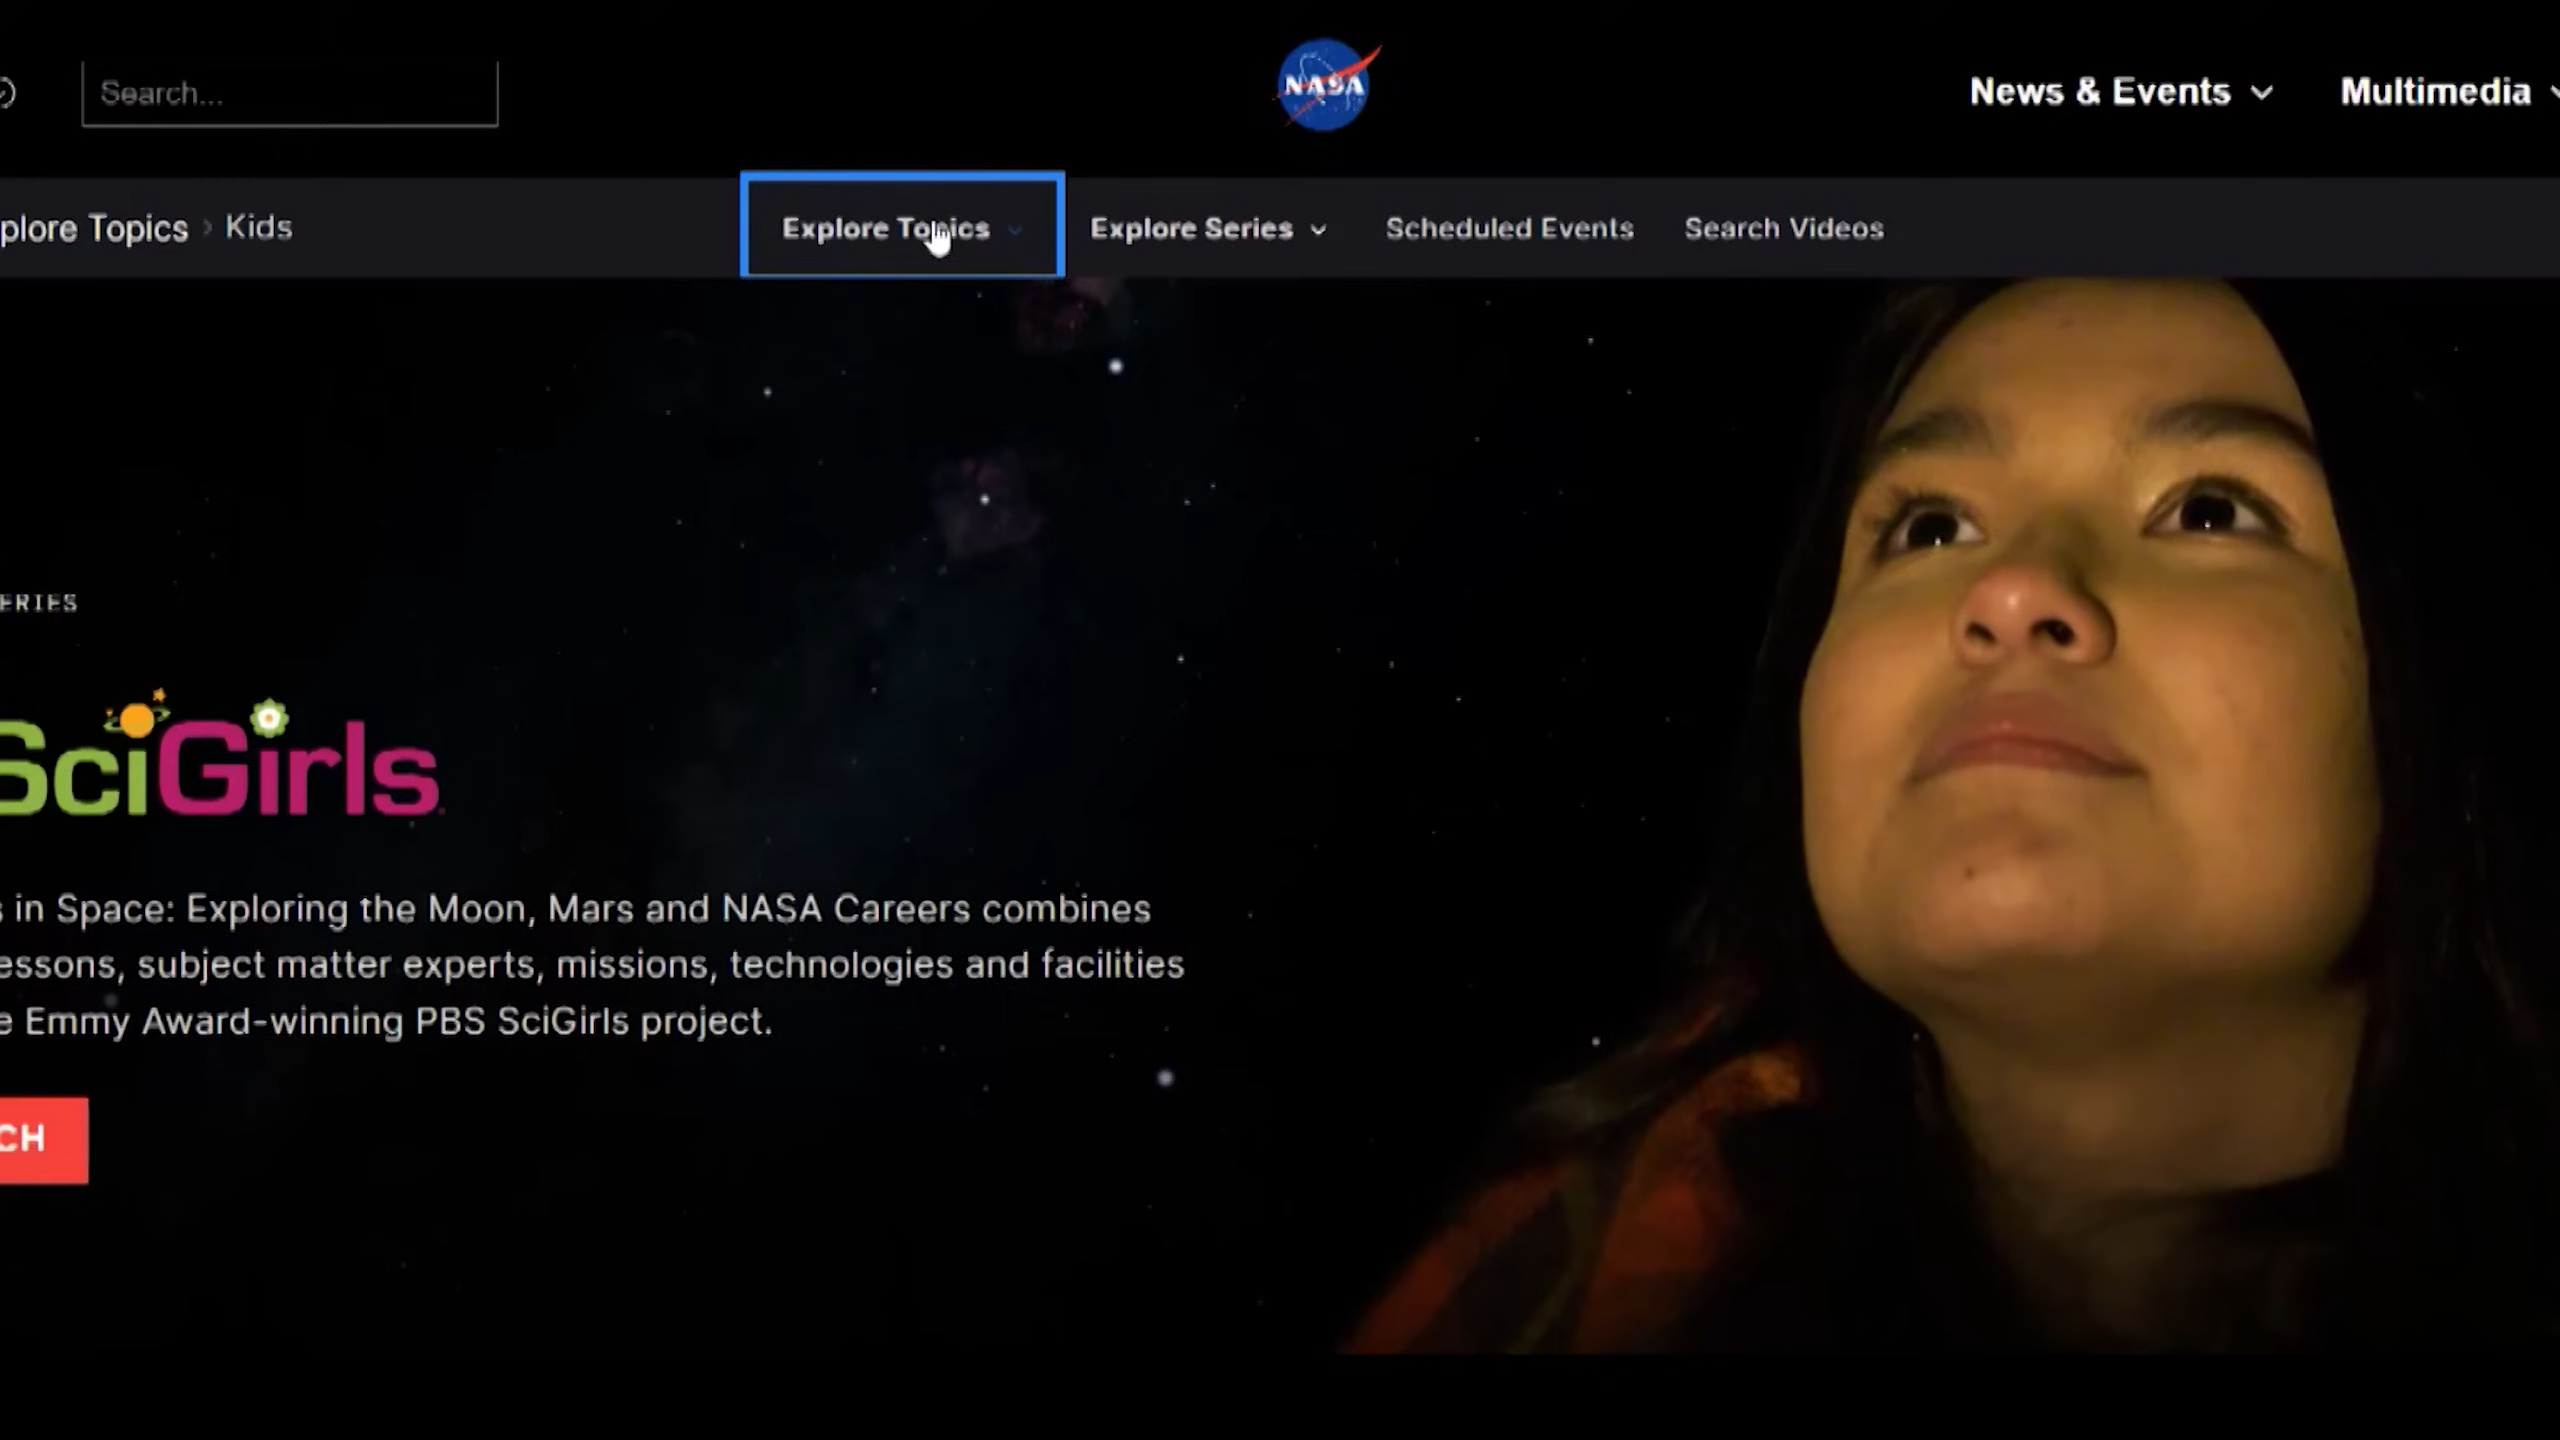 Search...
NASA
News & Events
Multimedia
plore Topics > Kids
Explore Topics
Explore Series
Scheduled Events
Search Videos
ERIES
SciGirls
s in Space: Exploring the Moon, Mars and NASA Careers combines
essons, subject matter experts, missions, technologies and facilities
e Emmy Award-winning PBS SciGirls project.
CH